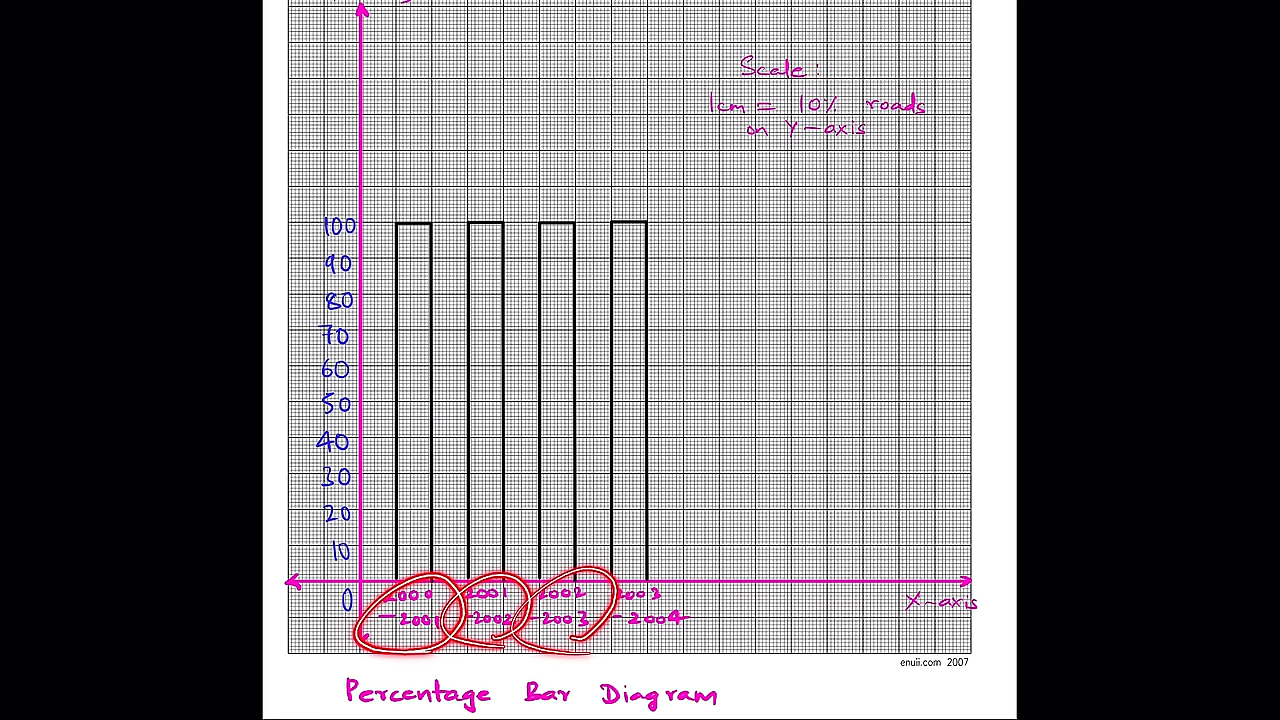 Scale:
1cm = 10% roads
on Y-axis
100
90
80
70
60
50
40
30
20
10
0
2000 2001 2002 2003
-2001 -2002 -2003 -2004
X-axis
enuii.com 2007
Percentage Bar Diagram